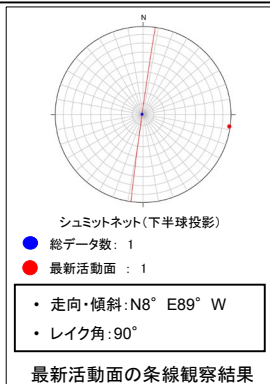 N
シュミットネット(下半球投影)
● 総データ数: 1
● 最新活動面 : 1
・ 走向・傾斜:N8° E89° W
・ レイク角:90°
最新活動面の条線観察結果